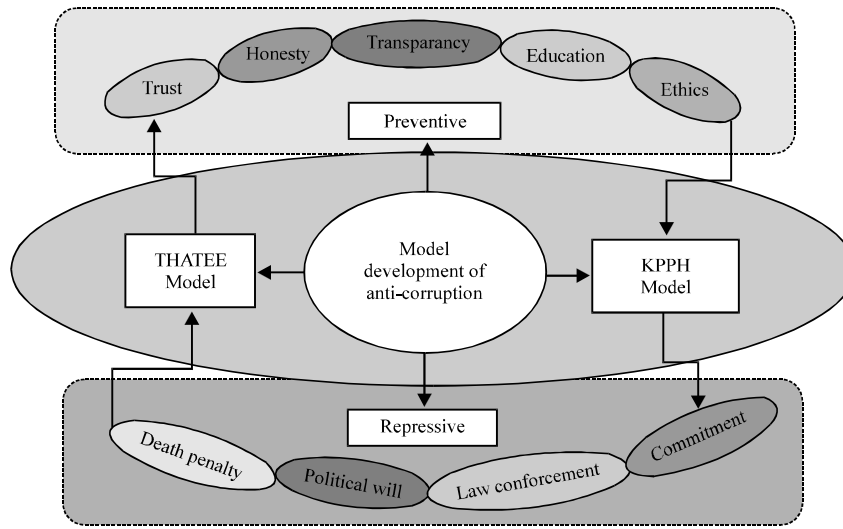 Trust
Honesty
Transparancy
Education
Ethics
Preventive
THATEE
Model
Model
development of
anti-corruption
KPPH
Model
Repressive
Death penalty
Political will
Law conforcement
Commitment